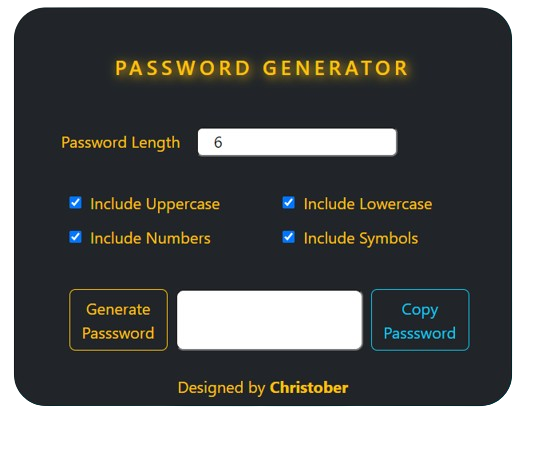 PASSWORD GENERATOR
Password Length 6
Include Uppercase Include Lowercase
Include Numbers Include Symbols
Generate
Passsword
Copy
Passsword
Designed by Christober